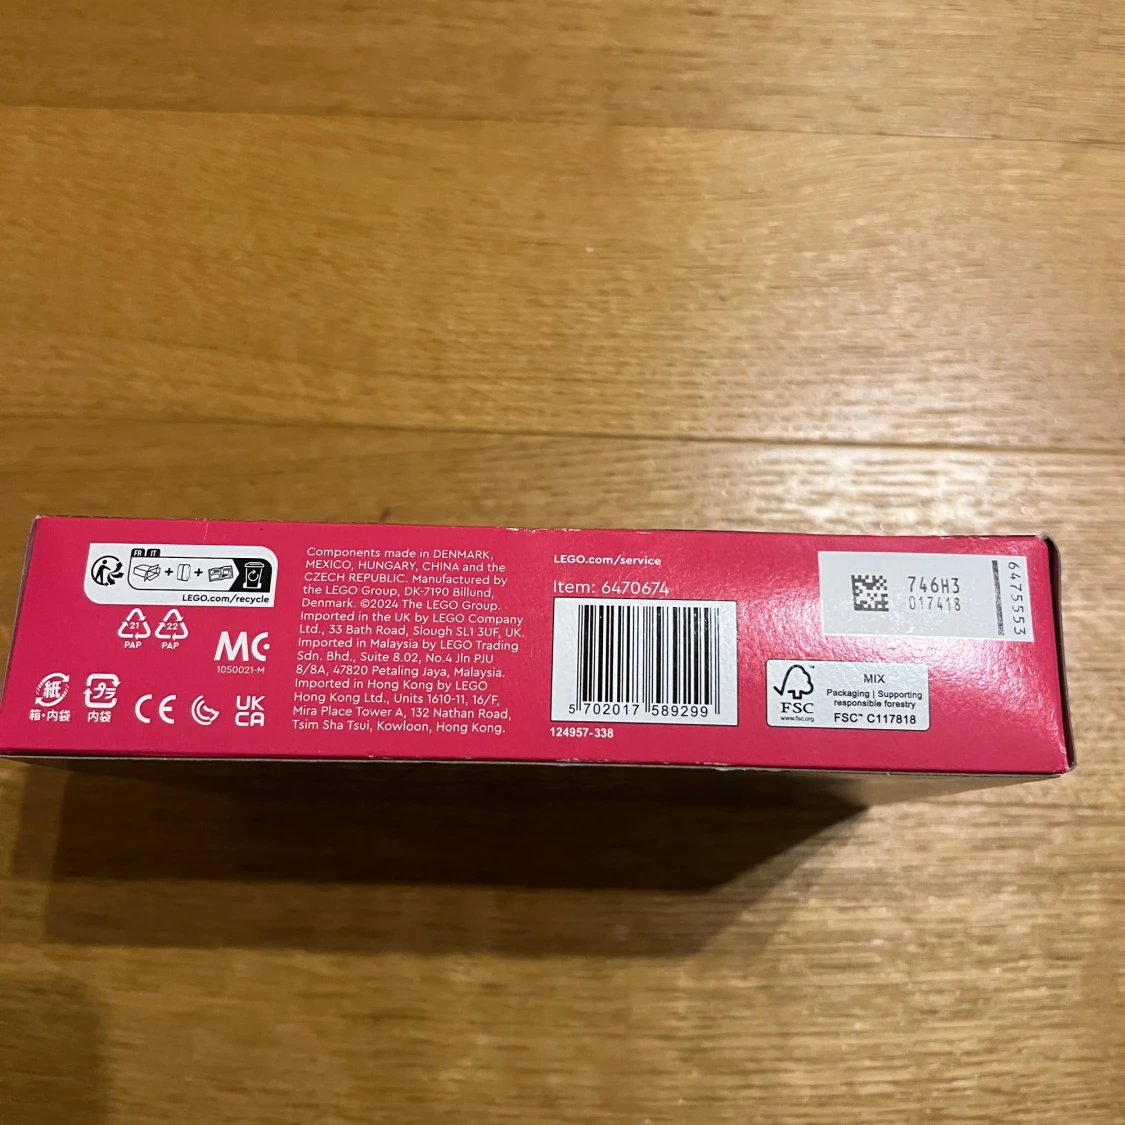 FR IT
LEGO.com/recycle
21
PAP
22
PAP
MC
1050021-M
紙
箱・内袋
プラ
内袋
CE
UK
CA
Components made in DENMARK,
MEXICO, HUNGARY, CHINA and the
CZECH REPUBLIC. Manufactured by
the LEGO Group, DK-7190 Billund,
Denmark. ©2024 The LEGO Group.
Imported in the UK by LEGO Company
Ltd., 33 Bath Road, Slough SL1 3UF, UK.
Imported in Malaysia by LEGO Trading
Sdn. Bhd., Suite 8.02, No.4 Jln PJU
8/8A, 47820 Petaling Jaya, Malaysia.
Imported in Hong Kong by LEGO
Hong Kong Ltd., Units 1610-11, 16/F,
Mira Place Tower A, 132 Nathan Road,
Tsim Sha Tsui, Kowloon, Hong Kong.
LEGO.com/service
Item: 6470674
5 702017 589299
124957-338
746H3
017418
6475553
FSC
www.fsc.org
MIX
Packaging | Supporting
responsible forestry
FSC™ C117818